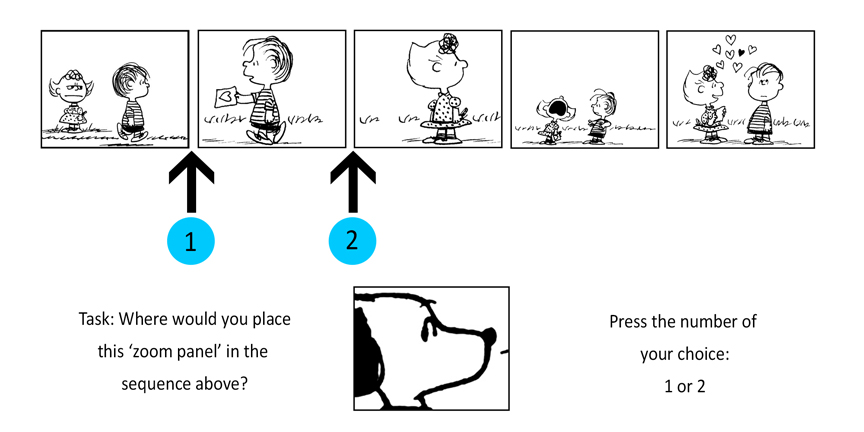 1
2
Task: Where would you place
this ‘zoom panel’ in the
sequence above?
Press the number of
your choice:
1 or 2